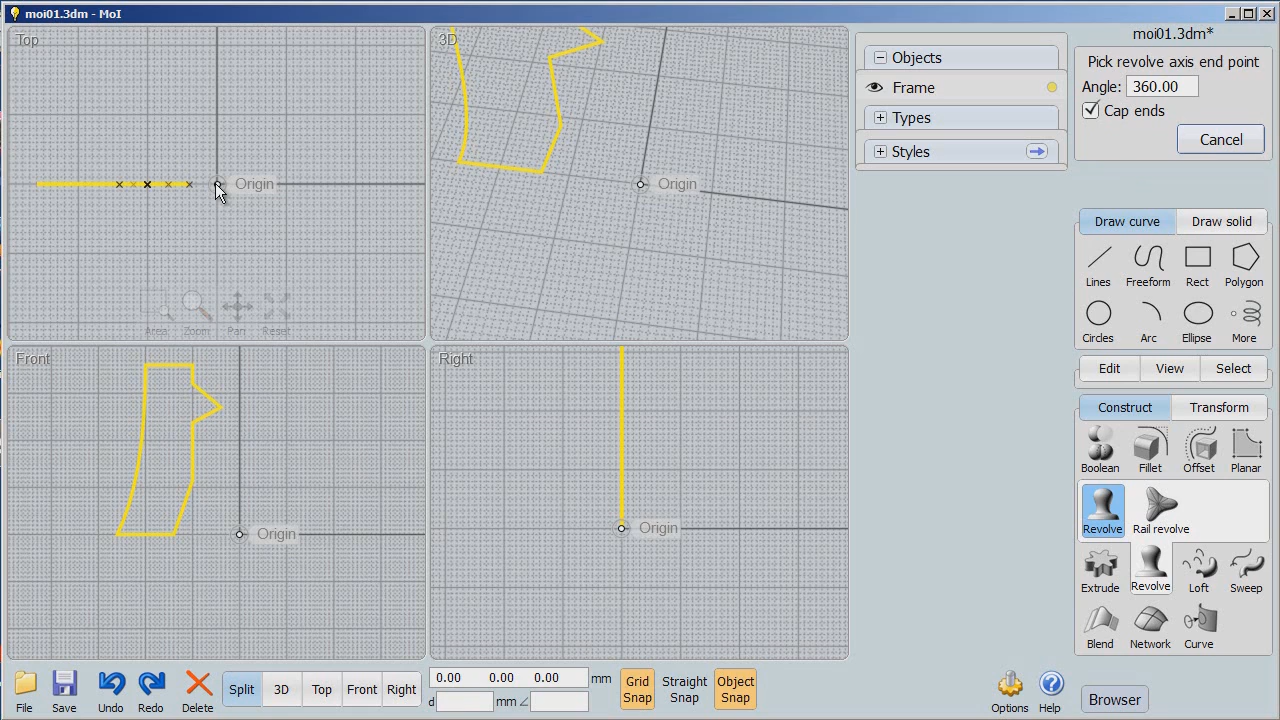 moi01.3dm - MoI
Top
Origin
Area
Zoom
Pan
Reset
3D
Origin
Front
Origin
Right
Origin
Objects
Frame
Types
Styles
moi01.3dm*
Pick revolve axis end point
Angle: 360.00
Cap ends
Cancel
Draw curve
Draw solid
Lines
Freeform
Rect
Polygon
Circles
Arc
Ellipse
More
Edit
View
Select
Construct
Transform
Boolean
Fillet
Offset
Planar
Revolve
Rail revolve
Extrude
Revolve
Loft
Sweep
Blend
Network
Curve
File
Save
Undo
Redo
Delete
Split
3D
Top
Front
Right
0.00 0.00 0.00 mm
d mm
Grid
Snap
Straight
Snap
Object
Snap
Options
Help
Browser